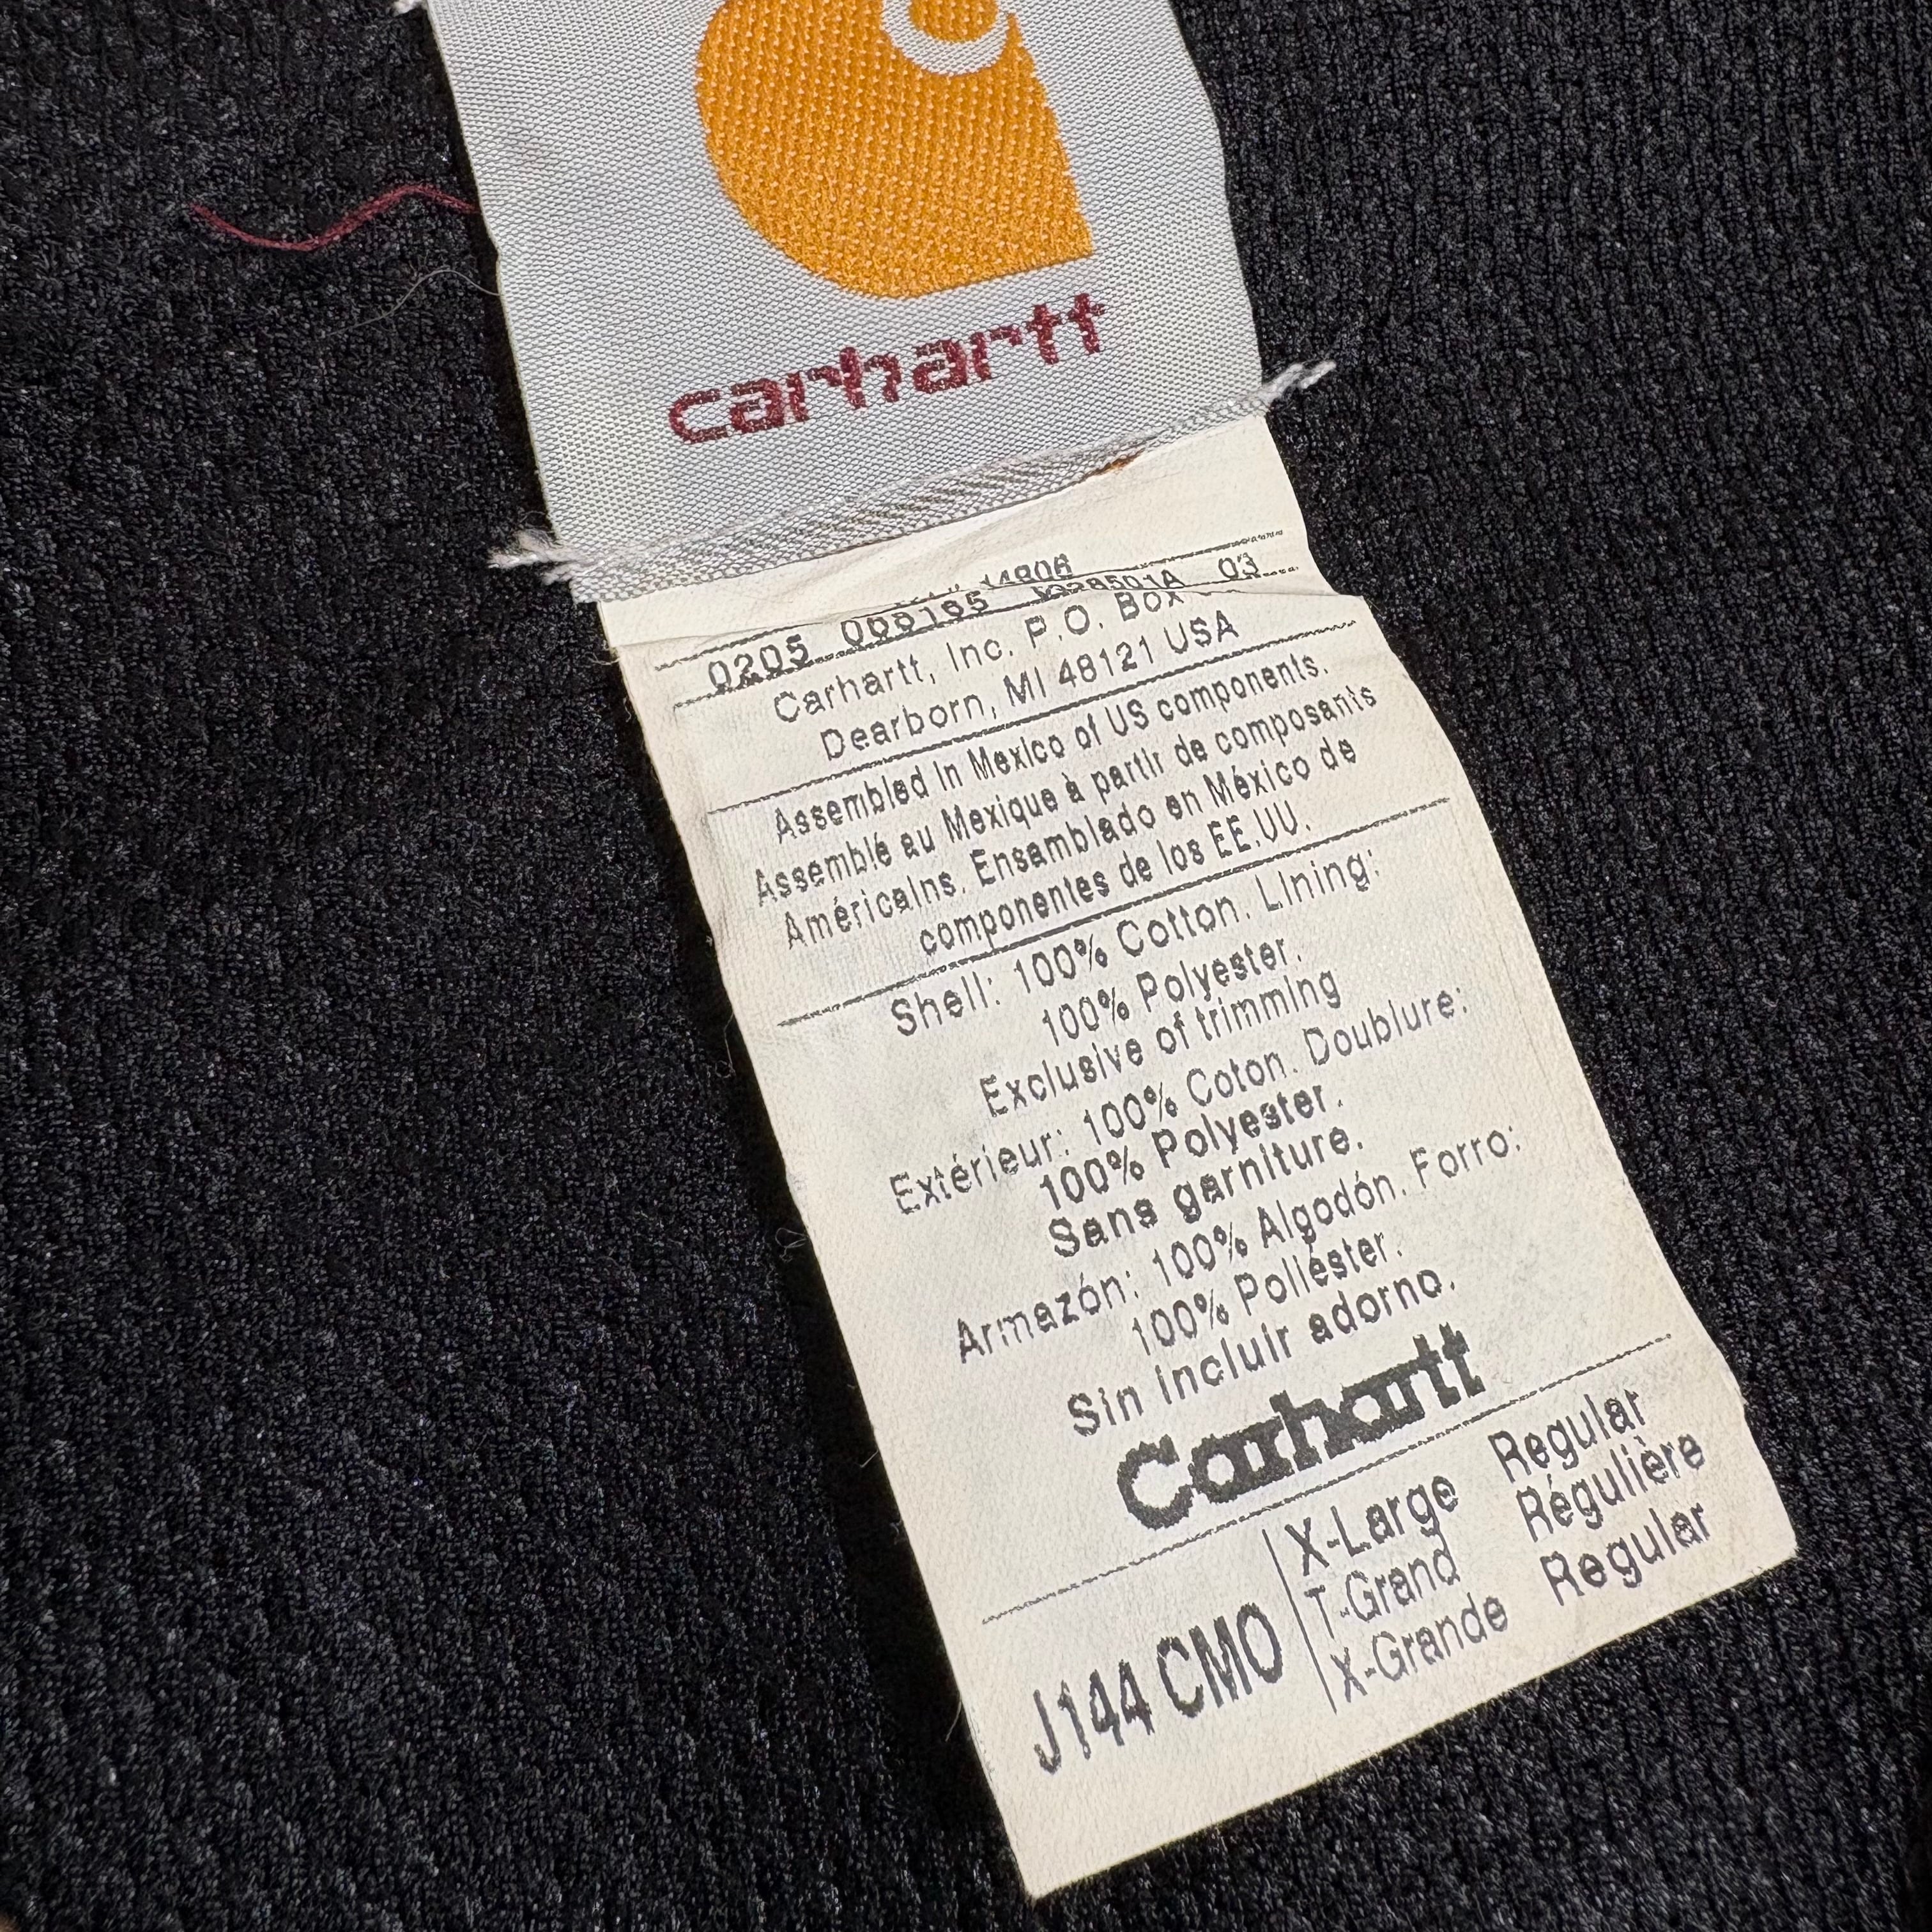 carhartt
0205 008165 03
Carhartt, Inc. P.O. Box
Dearborn, MI 48121 USA
Assembled in Mexico of US components.
Assemblé au Mexique à partir de composants
Américains. Ensamblado en México de
componentes de los EE.UU.
Shell: 100% Cotton. Lining:
100% Polyester.
Exclusive of trimming
Extérieur: 100% Coton. Doublure:
100% Polyester.
Sans garniture.
Armazón: 100% Algodón. Forro:
100% Poliéster.
Sin incluir adorno.
Carhartt
J144 CMO
X-Large Regular
T-Grand Régulière
X-Grande Regular